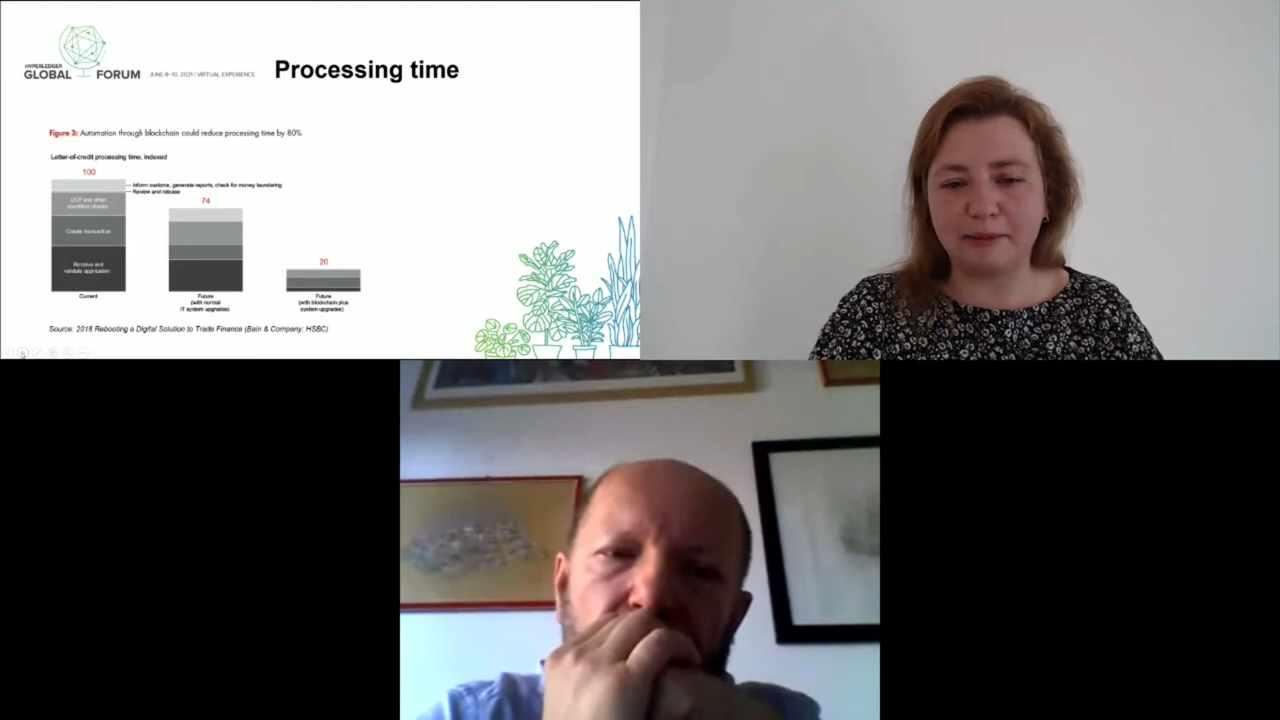 HYPERLEDGER
GLOBAL FORUM
JUNE 8-10, 2021 | VIRTUAL EXPERIENCE
Processing time
Figure 3: Automation through blockchain could reduce processing time by 80%
Letter-of-credit processing time, indexed
100
Inform customs, generate reports, check for money laundering
Review and release
UCP and other
condition checks
Create transaction
Receive and
validate application
Current
74
Future
(with normal
IT system upgrades)
20
Future
(with blockchain plus
system upgrades)
Source: 2018 Rebooting a Digital Solution to Trade Finance (Bain & Company; HSBC)